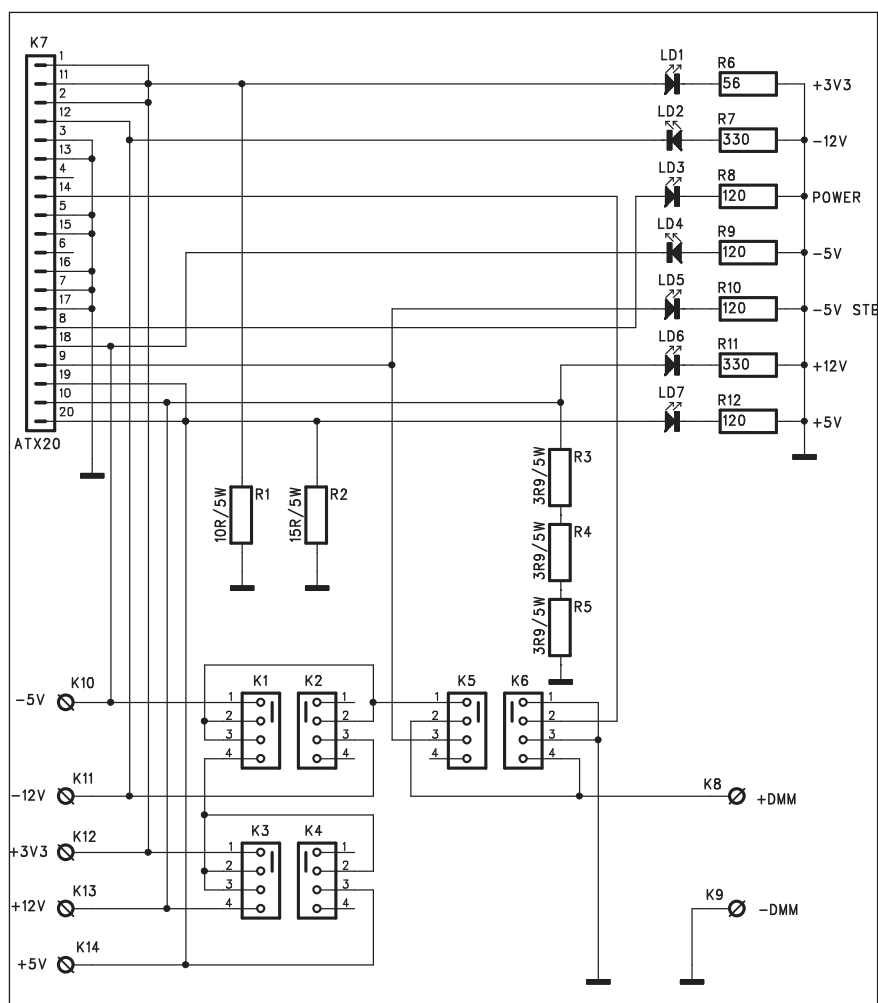 K7
1
11
2
12
3
13
4
14
5
15
6
16
7
17
8
18
9
19
10
20
ATX20
LD1
R6
56
+3V3
LD2
R7
330
-12V
LD3
R8
120
POWER
LD4
R9
120
-5V
LD5
R10
120
-5V STB
LD6
R11
330
+12V
LD7
R12
120
+5V
10R/5W
R1
15R/5W
R2
3R9/5W
R3
3R9/5W
R4
3R9/5W
R5
-5V
K10
K1
1
2
3
4
K2
1
2
3
4
K5
1
2
3
4
K6
1
2
3
4
-12V
K11
K8
+DMM
+3V3
K12
K3
1
2
3
4
K4
1
2
3
4
+12V
K13
K9
-DMM
+5V
K14